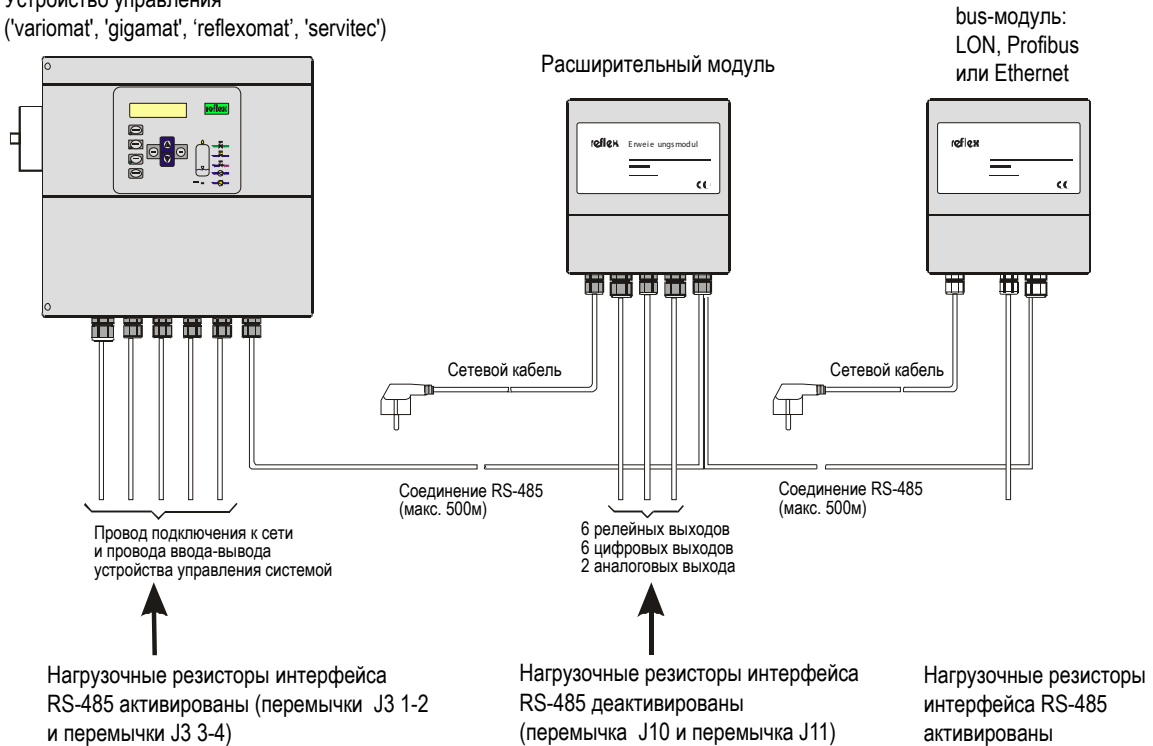 Устройство управления
('variomat', 'gigamat', ‘reflexomat’, 'servitec')
reflex
Расширительный модуль
reflex Erweie ungsmodul
CE
bus-модуль:
LON, Profibus
или Ethernet
reflex
CE
Сетевой кабель
Сетевой кабель
Соединение RS-485
(макс. 500м)
Соединение RS-485
(макс. 500м)
Провод подключения к сети
и провода ввода-вывода
устройства управления системой
6 релейных выходов
6 цифровых выходов
2 аналоговых выхода
Нагрузочные резисторы интерфейса
RS-485 активированы (перемычки J3 1-2
и перемычки J3 3-4)
Нагрузочные резисторы интерфейса
RS-485 деактивированы
(перемычка J10 и перемычка J11)
Нагрузочные резисторы
интерфейса RS-485
активированы